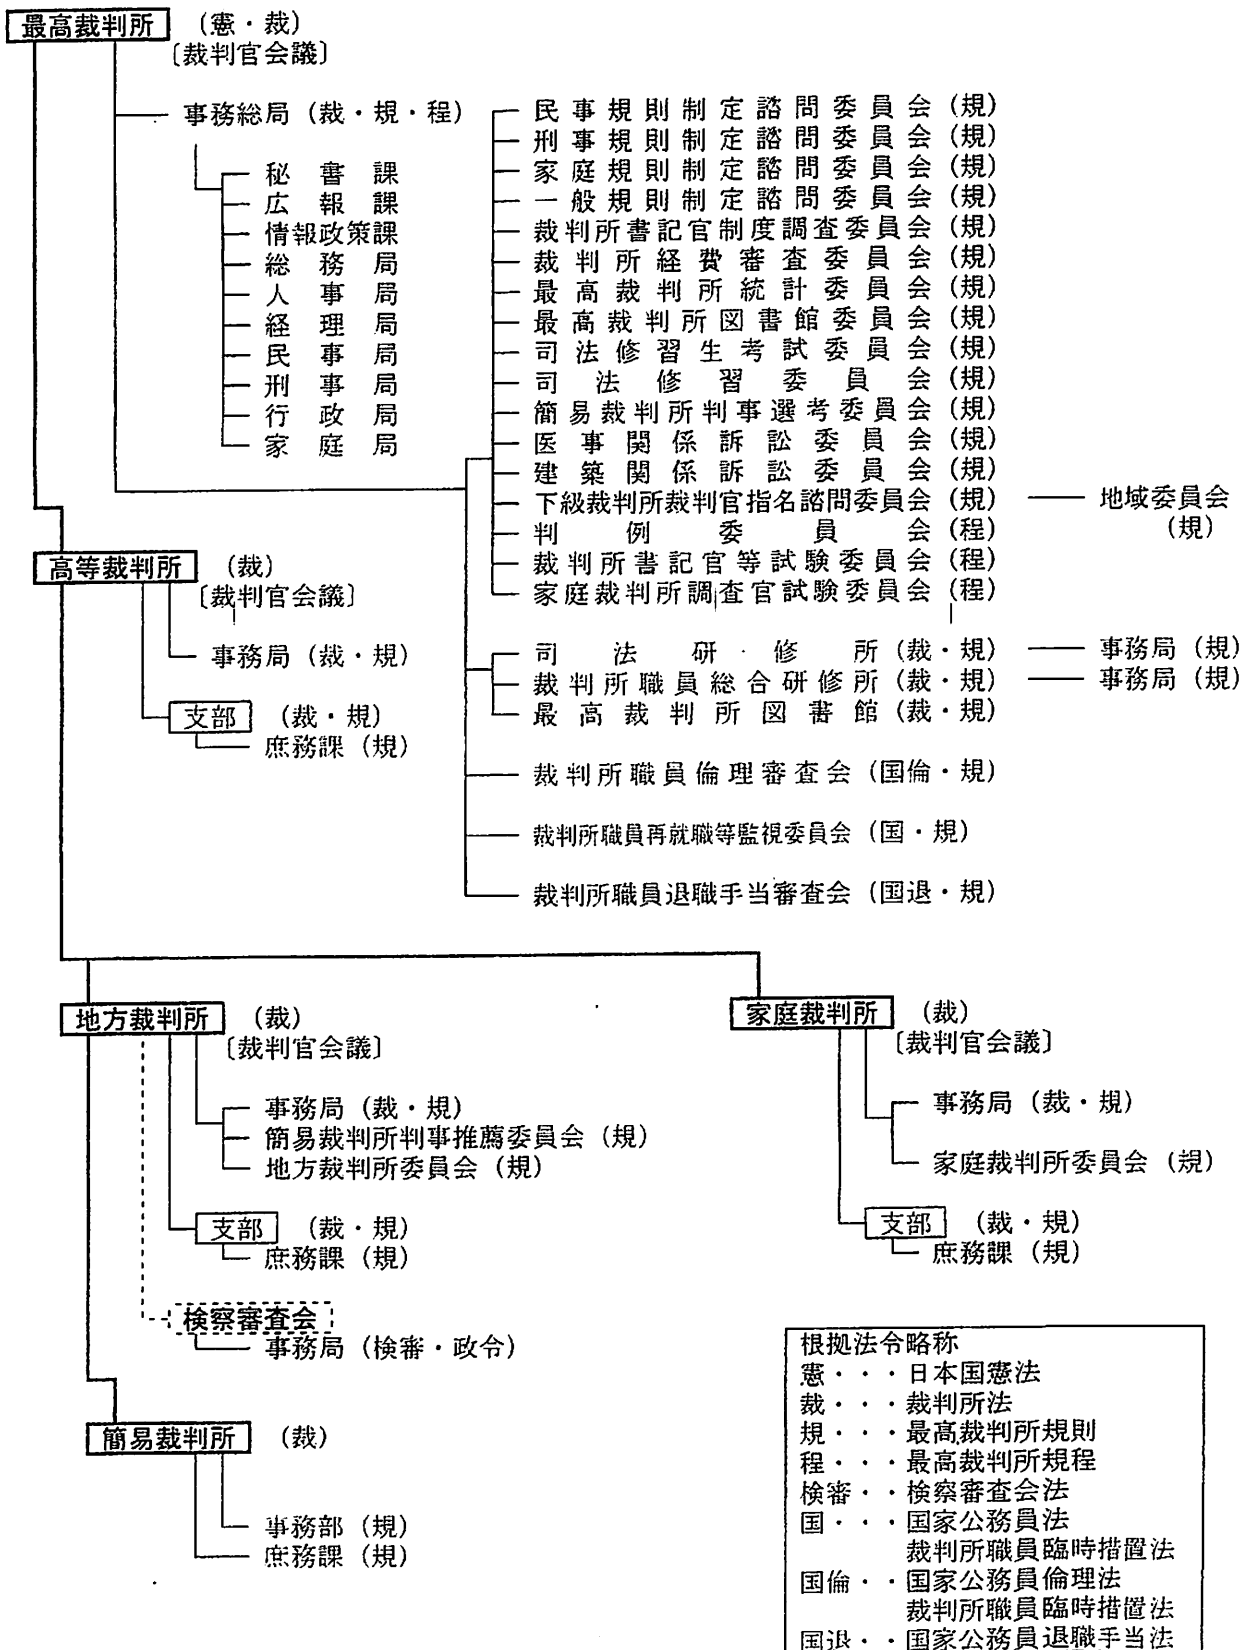 最高裁判所 (憲・裁)
〔裁判官会議〕
事務総局 (裁・規・程)
秘書課
広報課
情報政策課
総務局
人事局
経理局
民事局
刑事局
行政局
家庭局
民事規則制定諮問委員会 (規)
刑事規則制定諮問委員会 (規)
家庭規則制定諮問委員会 (規)
一般規則制定諮問委員会 (規)
裁判所書記官制度調査委員会 (規)
裁判所経費審査委員会 (規)
最高裁判所統計委員会 (規)
最高裁判所図書館委員会 (規)
司法修習生考試委員会 (規)
司法修習委員会 (規)
簡易裁判所判事選考委員会 (規)
医事関係訴訟委員会 (規)
建築関係訴訟委員会 (規)
下級裁判所裁判官指名諮問委員会 (規) 地域委員会
(規)
判例委員会 (程)
裁判所書記官等試験委員会 (程)
家庭裁判所調査官試験委員会 (程)
司法研修所 (裁・規) 事務局 (規)
裁判所職員総合研修所 (裁・規) 事務局 (規)
最高裁判所図書館 (裁・規)
裁判所職員倫理審査会 (国倫・規)
裁判所職員再就職等監視委員会 (国・規)
裁判所職員退職手当審査会 (国退・規)
高等裁判所 (裁)
〔裁判官会議〕
事務局 (裁・規)
支部 (裁・規)
庶務課 (規)
地方裁判所 (裁)
〔裁判官会議〕
事務局 (裁・規)
簡易裁判所判事推薦委員会 (規)
地方裁判所委員会 (規)
支部 (裁・規)
庶務課 (規)
検察審査会
事務局 (検審・政令)
簡易裁判所 (裁)
事務部 (規)
庶務課 (規)
家庭裁判所 (裁)
〔裁判官会議〕
事務局 (裁・規)
家庭裁判所委員会 (規)
支部 (裁・規)
庶務課 (規)
根拠法令略称
憲・・・日本国憲法
裁・・・裁判所法
規・・・最高裁判所規則
程・・・最高裁判所規程
検審・・検察審査会法
国・・・国家公務員法
裁判所職員臨時措置法
国倫・・国家公務員倫理法
裁判所職員臨時措置法
国退・・国家公務員退職手当法